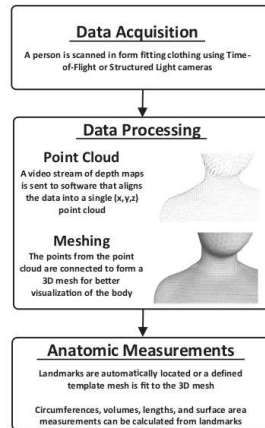 Data Acquisition
A person is scanned in form fitting clothing using Time-
of-Flight or Structured Light cameras
Data Processing
Point Cloud
A video stream of depth maps
is sent to software that aligns
the data into a single (x,y,z)
point cloud
Meshing
The points from the point
cloud are connected to form a
3D mesh for better
visualization of the body
Anatomic Measurements
Landmarks are automatically located or a defined
template mesh is fit to the 3D mesh
Circumferences, volumes, lengths, and surface area
measurements can be calculated from landmarks